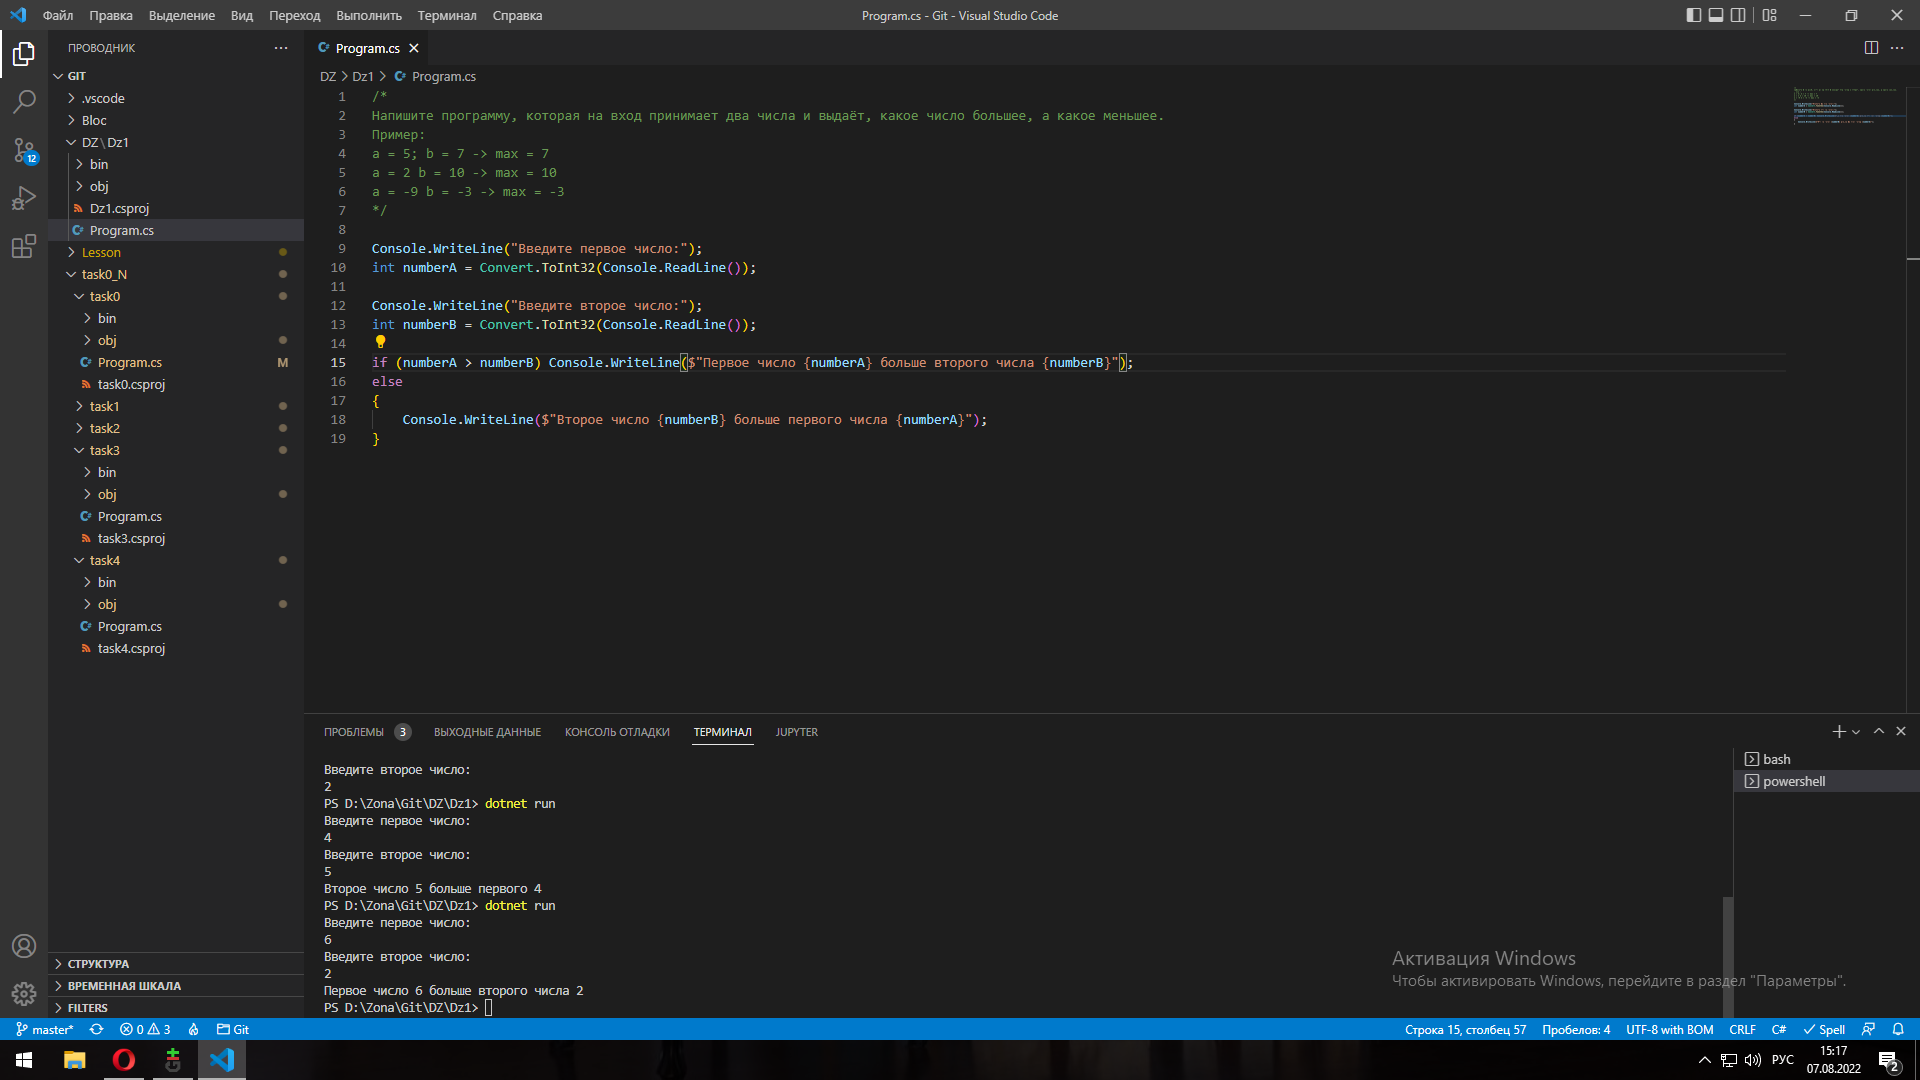 Файл Правка Выделение Вид Переход Выполнить Терминал Справка
Program.cs - Git - Visual Studio Code
ПРОВОДНИК
GIT
.vscode
Bloc
DZ \ Dz1
bin
obj
Dz1.csproj
Program.cs
Lesson
task0_N
task0
bin
obj
Program.cs M
task0.csproj
task1
task2
task3
bin
obj
Program.cs
task3.csproj
task4
bin
obj
Program.cs
task4.csproj
СТРУКТУРА
ВРЕМЕННАЯ ШКАЛА
FILTERS
12
Program.cs
DZ > Dz1 > Program.cs
1 /*
2 Напишите программу, которая на вход принимает два числа и выдаёт, какое число большее, а какое меньшее.
3 Пример:
4 a = 5; b = 7 -> max = 7
5 a = 2 b = 10 -> max = 10
6 a = -9 b = -3 -> max = -3
7 */
8
9 Console.WriteLine("Введите первое число:");
10 int numberA = Convert.ToInt32(Console.ReadLine());
11
12 Console.WriteLine("Введите второе число:");
13 int numberB = Convert.ToInt32(Console.ReadLine());
14
15 if (numberA > numberB) Console.WriteLine($"Первое число {numberA} больше второго числа {numberB}");
16 else
17 {
18 Console.WriteLine($"Второе число {numberB} больше первого числа {numberA}");
19 }
ПРОБЛЕМЫ 3 ВЫХОДНЫЕ ДАННЫЕ КОНСОЛЬ ОТЛАДКИ ТЕРМИНАЛ JUPYTER
Введите второе число:
2
PS D:\Zona\Git\DZ\Dz1> dotnet run
Введите первое число:
4
Введите второе число:
5
Второе число 5 больше первого 4
PS D:\Zona\Git\DZ\Dz1> dotnet run
Введите первое число:
6
Введите второе число:
2
Первое число 6 больше второго числа 2
PS D:\Zona\Git\DZ\Dz1>
bash
powershell
Активация Windows
Чтобы активировать Windows, перейдите в раздел "Параметры".
master* 0 3 Git
Строка 15, столбец 57 Пробелов: 4 UTF-8 with BOM CRLF C# Spell
РУС
15:17
07.08.2022
2